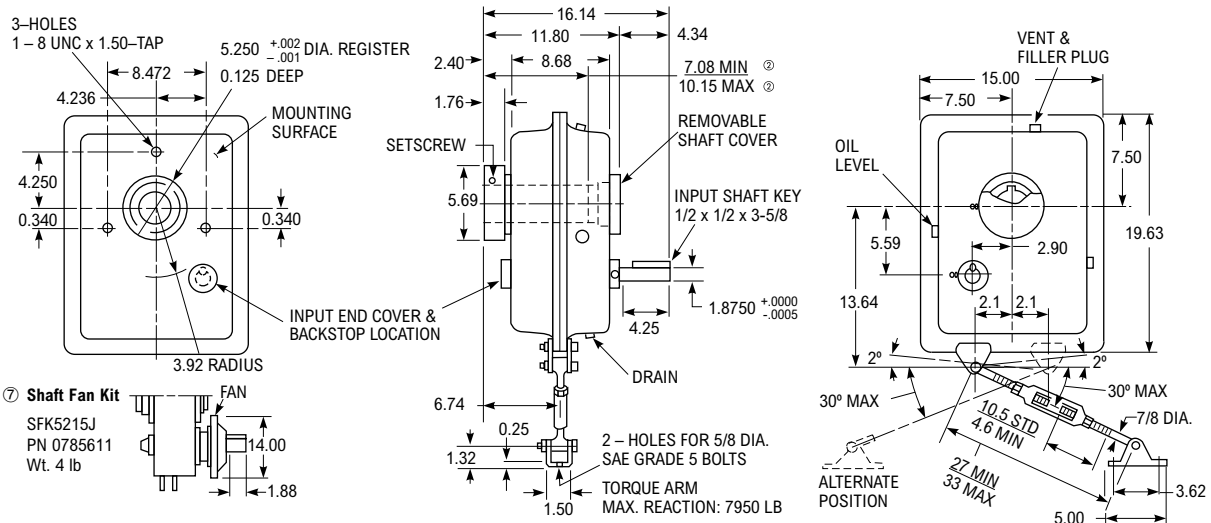 3–HOLES
1 – 8 UNC x 1.50–TAP
8.472
4.236
5.250 +.002 –.001 DIA. REGISTER
0.125 DEEP
MOUNTING
SURFACE
4.250
0.340
0.340
INPUT END COVER &
BACKSTOP LOCATION
3.92 RADIUS
⑦ Shaft Fan Kit
SFK5215J
PN 0785611
Wt. 4 lb
FAN
14.00
1.88
16.14
11.80
4.34
2.40
8.68
7.08 MIN ②
10.15 MAX ②
1.76
SETSCREW
REMOVABLE
SHAFT COVER
5.69
INPUT SHAFT KEY
1/2 x 1/2 x 3-5/8
1.8750 +.0000 -.0005
4.25
DRAIN
6.74
0.25
1.32
1.50
2 – HOLES FOR 5/8 DIA.
SAE GRADE 5 BOLTS
TORQUE ARM
MAX. REACTION: 7950 LB
VENT &
FILLER PLUG
15.00
7.50
OIL
LEVEL
7.50
19.63
5.59
2.90
13.64
2.1
2.1
2º
2º
30º MAX
30º MAX
10.5 STD
4.6 MIN
7/8 DIA.
27 MIN
33 MAX
ALTERNATE
POSITION
3.62
5.00